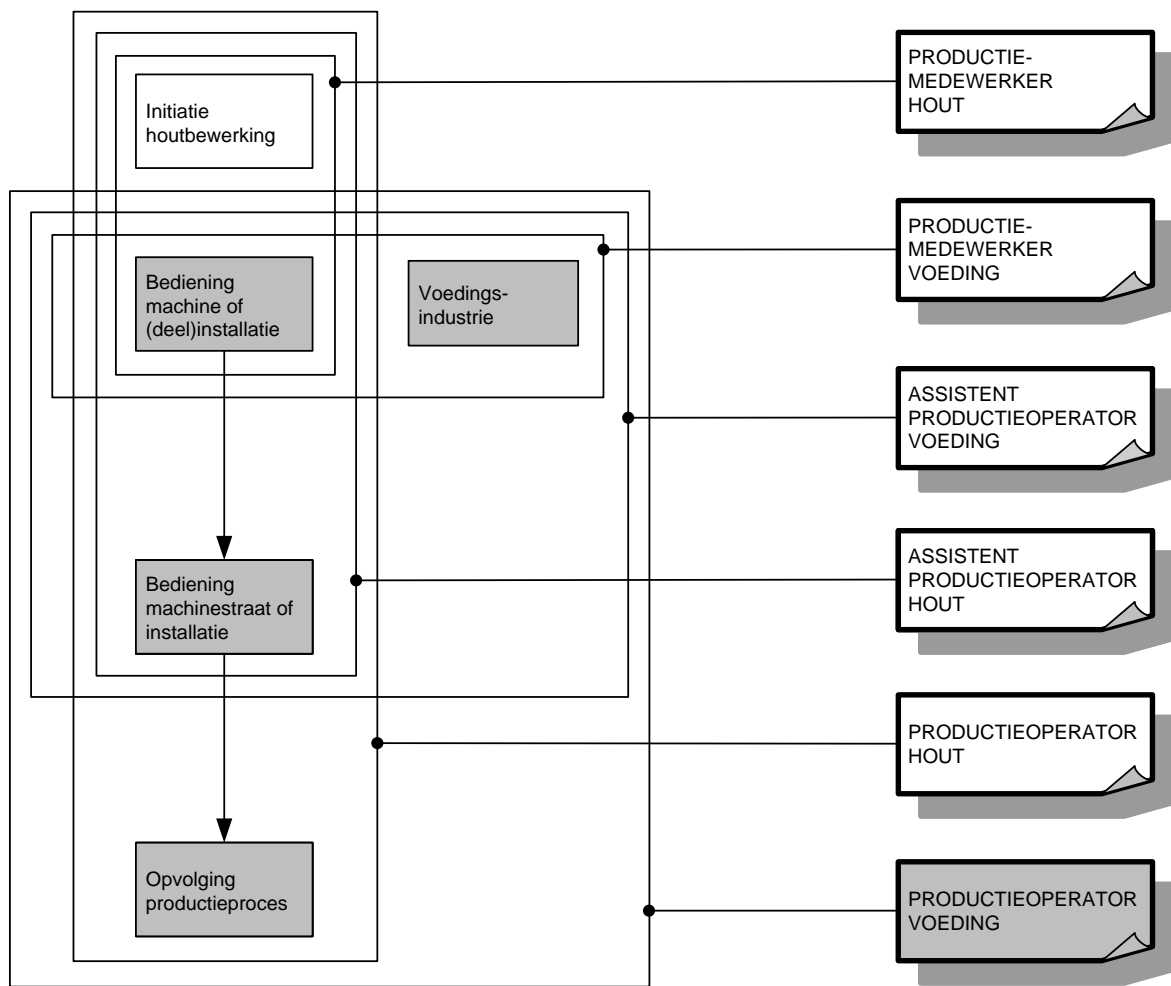 Initiatie
houtbewerking
Bediening
machine of
(deel)installatie
Voedings-
industrie
Bediening
machinestraat of
installatie
Opvolging
productieproces
PRODUCTIE-
MEDEWERKER
HOUT
PRODUCTIE-
MEDEWERKER
VOEDING
ASSISTENT
PRODUCTIEOPERATOR
VOEDING
ASSISTENT
PRODUCTIEOPERATOR
HOUT
PRODUCTIEOPERATOR
HOUT
PRODUCTIEOPERATOR
VOEDING